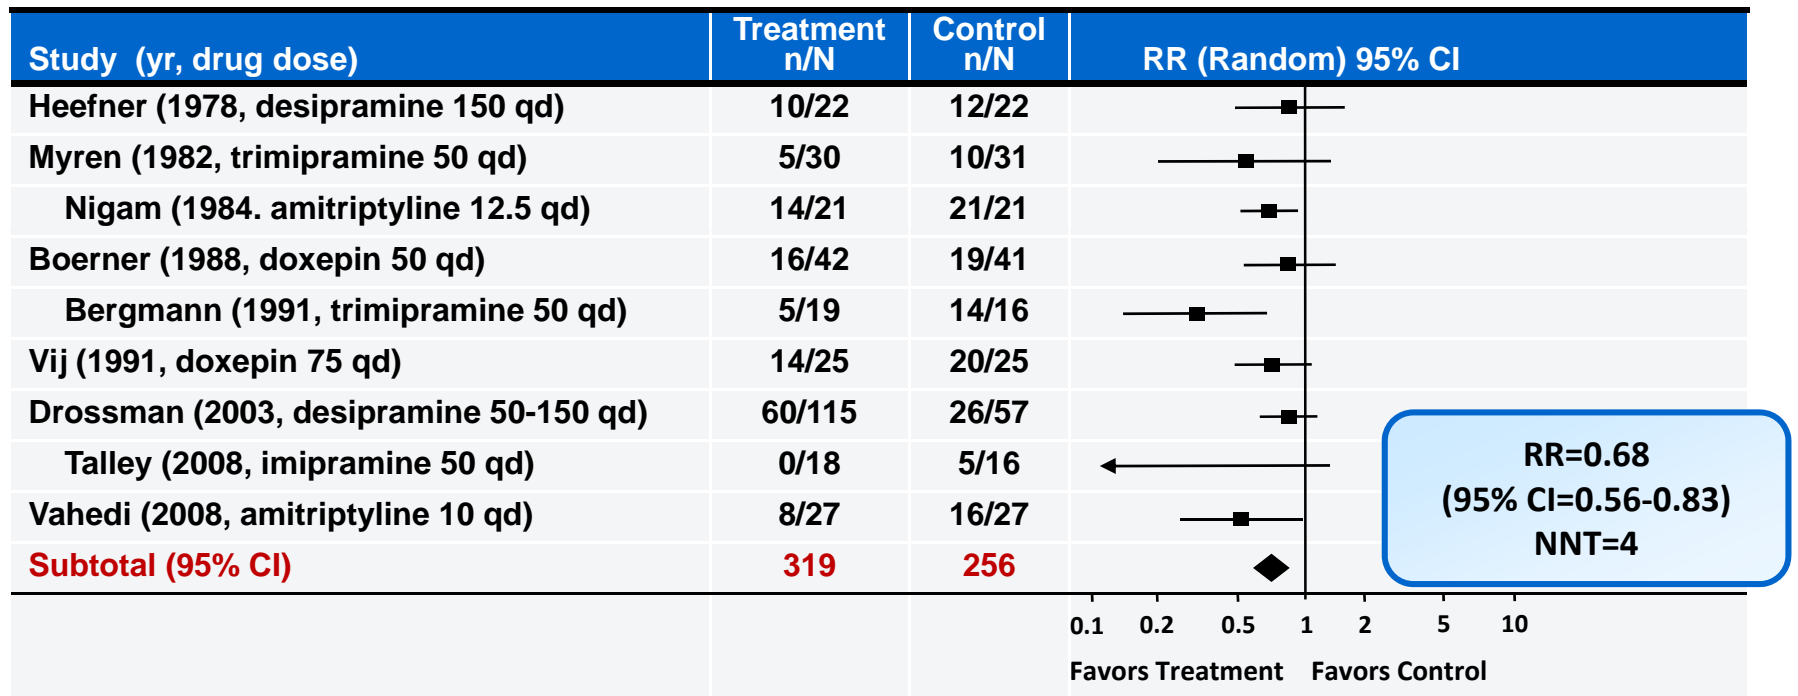 Study (yr, drug dose) Treatment n/N Control n/N RR (Random) 95% CI
Heefner (1978, desipramine 150 qd) 10/22 12/22
Myren (1982, trimipramine 50 qd) 5/30 10/31
Nigam (1984. amitriptyline 12.5 qd) 14/21 21/21
Boerner (1988, doxepin 50 qd) 16/42 19/41
Bergmann (1991, trimipramine 50 qd) 5/19 14/16
Vij (1991, doxepin 75 qd) 14/25 20/25
Drossman (2003, desipramine 50-150 qd) 60/115 26/57
Talley (2008, imipramine 50 qd) 0/18 5/16
Vahedi (2008, amitriptyline 10 qd) 8/27 16/27
Subtotal (95% CI) 319 256
RR=0.68
(95% CI=0.56-0.83)
NNT=4
0.1 0.2 0.5 1 2 5 10
Favors Treatment Favors Control